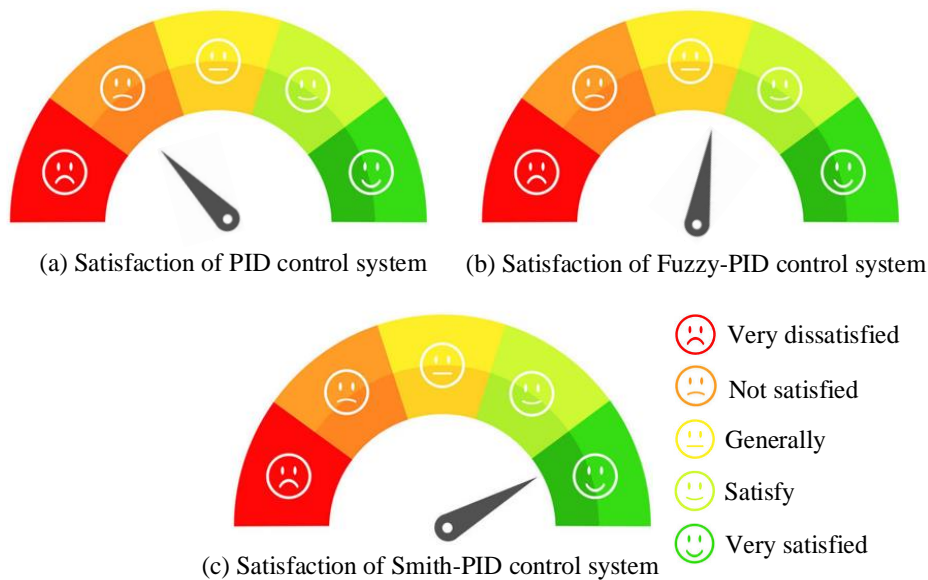 (a) Satisfaction of PID control system
(b) Satisfaction of Fuzzy-PID control system
Very dissatisfied
Not satisfied
Generally
Satisfy
Very satisfied
(c) Satisfaction of Smith-PID control system